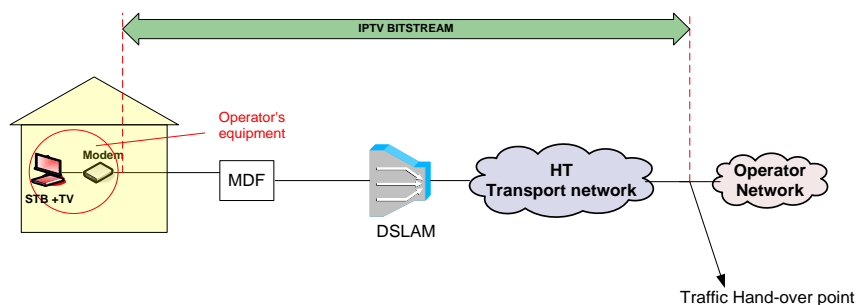 IPTV BITSTREAM
Operator's
equipment
Modem
STB +TV
MDF
DSLAM
HT
Transport network
Operator
Network
Traffic Hand-over point